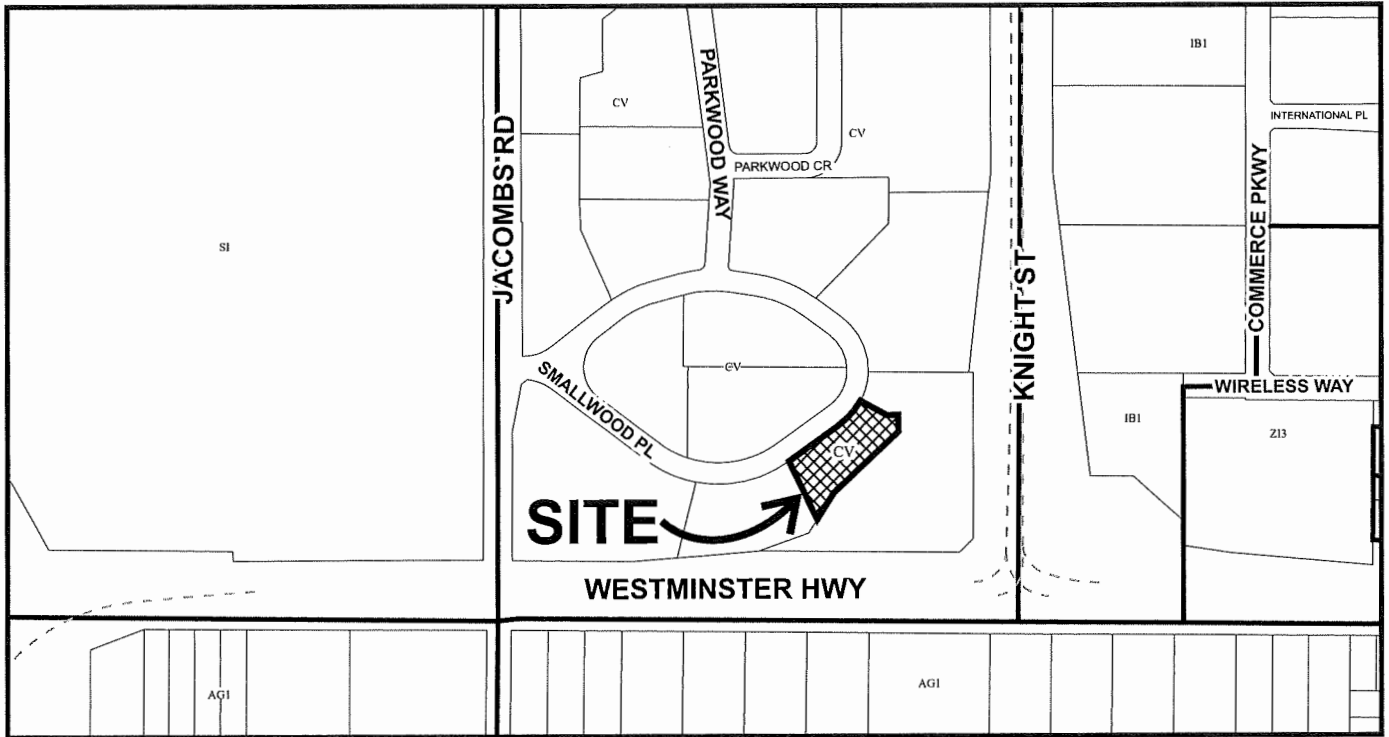 IB1
CV
INTERNATIONAL PL
PARKWOOD WAY
CV
PARKWOOD CR
JACOMBS RD
COMMERCE PKWY
SI
KNIGHT ST
CV
SMALLWOOD PL
WIRELESS WAY
IB1
ZI3
CV
SITE
WESTMINSTER HWY
AG1
AG1